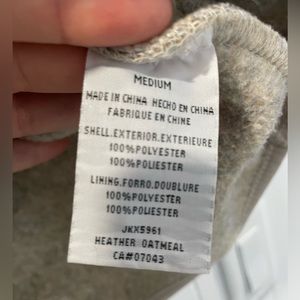 MEDIUM
MADE IN CHINA HECHO EN CHINA
FABRIQUE EN CHINE
SHELL.EXTERIOR.EXTERIEURE
100%POLYESTER
100%POLIESTER
LINING.FORRO.DOUBLURE
100%POLYESTER
100%POLIESTER
JKX5961
HEATHER OATMEAL
CA#07043